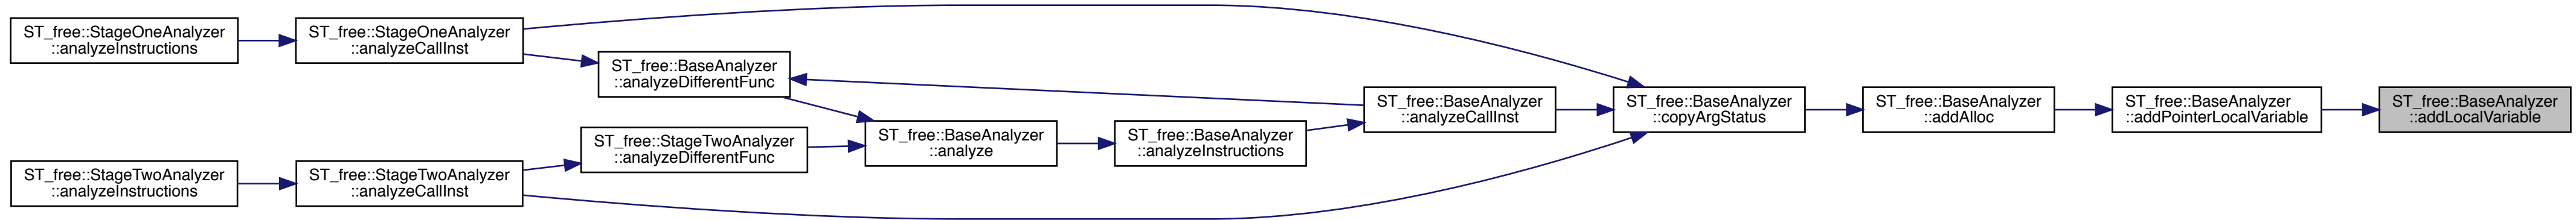 ST_free::StageOneAnalyzer
::analyzeInstructions
ST_free::StageOneAnalyzer
::analyzeCallInst
ST_free::BaseAnalyzer
::analyzeDifferentFunc
ST_free::StageTwoAnalyzer
::analyzeInstructions
ST_free::StageTwoAnalyzer
::analyzeCallInst
ST_free::StageTwoAnalyzer
::analyzeDifferentFunc
ST_free::BaseAnalyzer
::analyze
ST_free::BaseAnalyzer
::analyzeInstructions
ST_free::BaseAnalyzer
::analyzeCallInst
ST_free::BaseAnalyzer
::copyArgStatus
ST_free::BaseAnalyzer
::addAlloc
ST_free::BaseAnalyzer
::addPointerLocalVariable
ST_free::BaseAnalyzer
::addLocalVariable